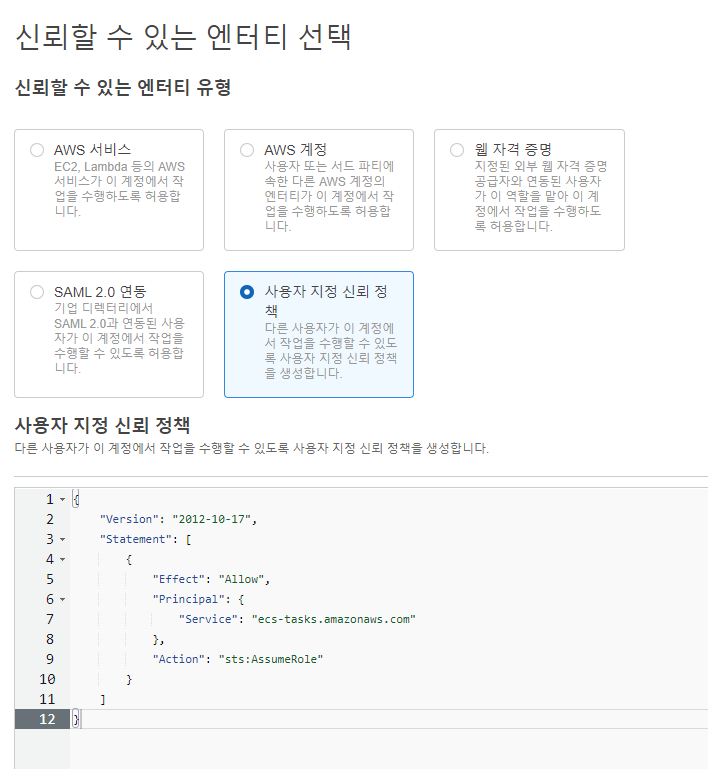 신뢰할 수 있는 엔터티 선택
신뢰할 수 있는 엔터티 유형
AWS 서비스
EC2, Lambda 등의 AWS
서비스가 이 계정에서 작
업을 수행하도록 허용합
니다.
AWS 계정
사용자 또는 서드 파티에
속한 다른 AWS 계정의
엔터티가 이 계정에서 작
업을 수행하도록 허용합
니다.
웹 자격 증명
지정된 외부 웹 자격 증명
공급자와 연동된 사용자
가 이 역할을 맡아 이 계
정에서 작업을 수행하도
록 허용합니다.
SAML 2.0 연동
기업 디렉터리에서
SAML 2.0과 연동된 사용
자가 이 계정에서 작업을
수행할 수 있도록 허용합
니다.
사용자 지정 신뢰 정
책
다른 사용자가 이 계정에
서 작업을 수행할 수 있도
록 사용자 지정 신뢰 정책
을 생성합니다.
사용자 지정 신뢰 정책
다른 사용자가 이 계정에서 작업을 수행할 수 있도록 사용자 지정 신뢰 정책을 생성합니다.
1 {
2 "Version": "2012-10-17",
3 "Statement": [
4 {
5 "Effect": "Allow",
6 "Principal": {
7 "Service": "ecs-tasks.amazonaws.com"
8 },
9 "Action": "sts:AssumeRole"
10 }
11 ]
12 }